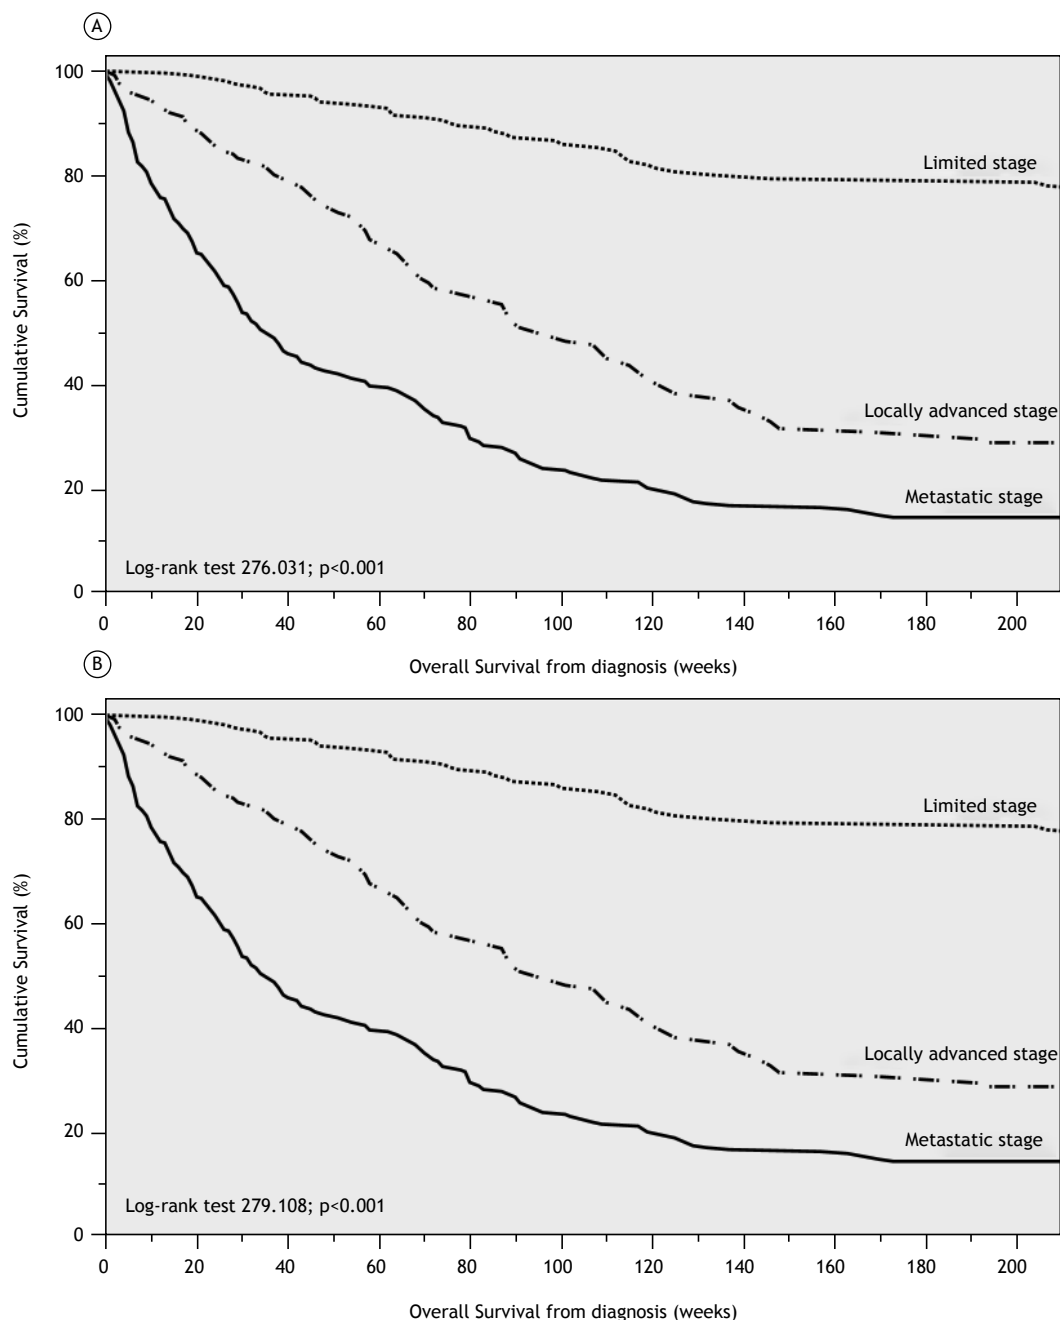 A
Cumulative Survival (%)
100
80
60
40
20
0
Limited stage
Locally advanced stage
Metastatic stage
Log-rank test 276.031; p<0.001
0 20 40 60 80 100 120 140 160 180 200
Overall Survival from diagnosis (weeks)
B
Cumulative Survival (%)
100
80
60
40
20
0
Limited stage
Locally advanced stage
Metastatic stage
Log-rank test 279.108; p<0.001
0 20 40 60 80 100 120 140 160 180 200
Overall Survival from diagnosis (weeks)